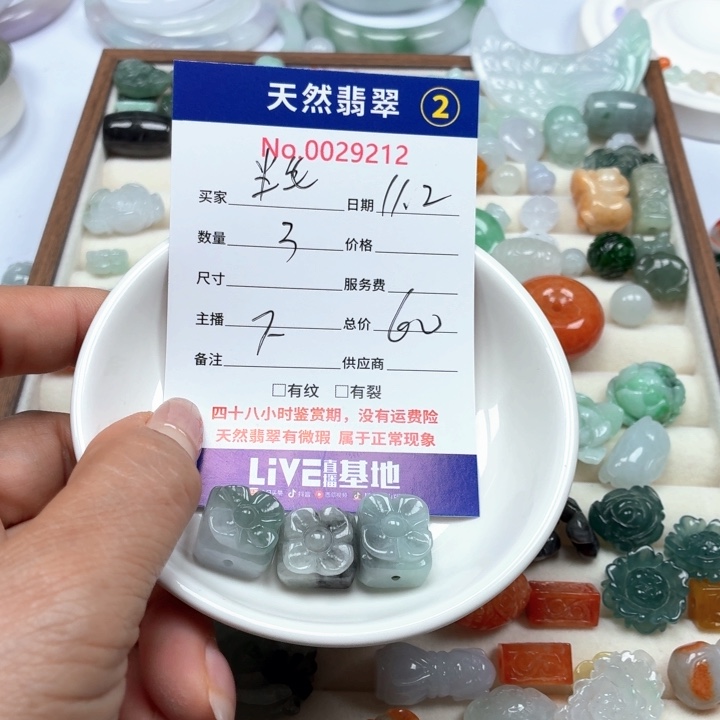 天然翡翠 2
No.0029212
买家 日期 11.2
数量 3 价格
尺寸 服务费
主播 总价 60
备注 供应商
□有纹 □有裂
四十八小时鉴赏期，没有运费险
天然翡翠有微瑕 属于正常现象
LiVE直播基地